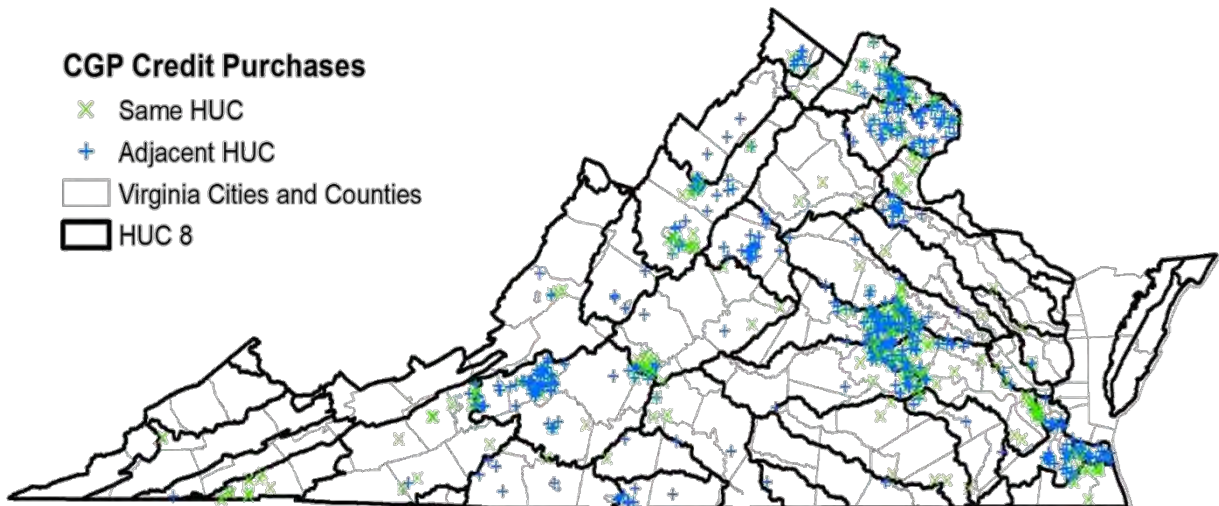 CGP Credit Purchases
Same HUC
Adjacent HUC
Virginia Cities and Counties
HUC 8